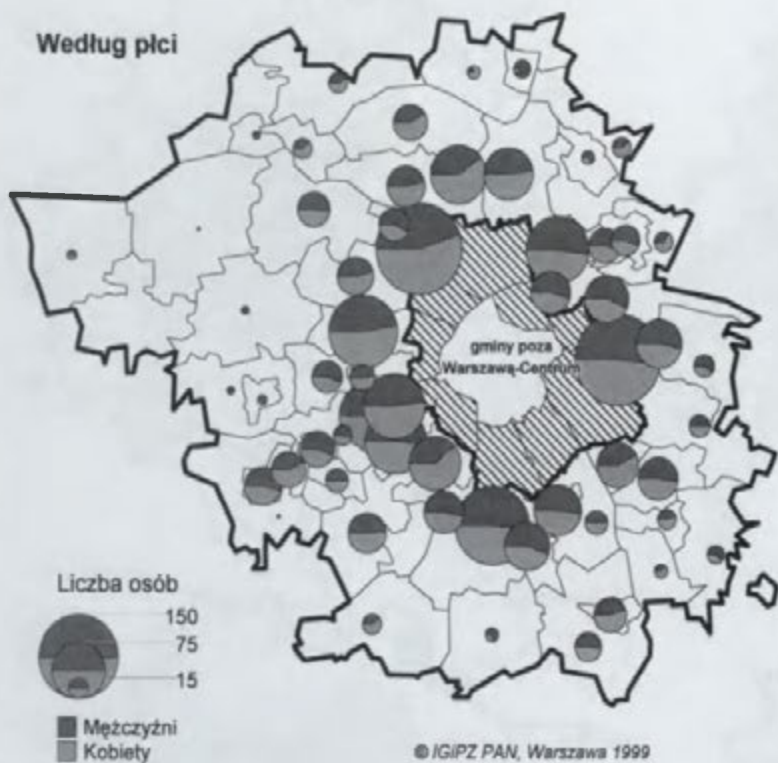 Według płci
gminy poza
Warszawą-Centrum
Liczba osób
150
75
15
Mężczyźni
Kobiety
© IGiPZ PAN, Warszawa 1999